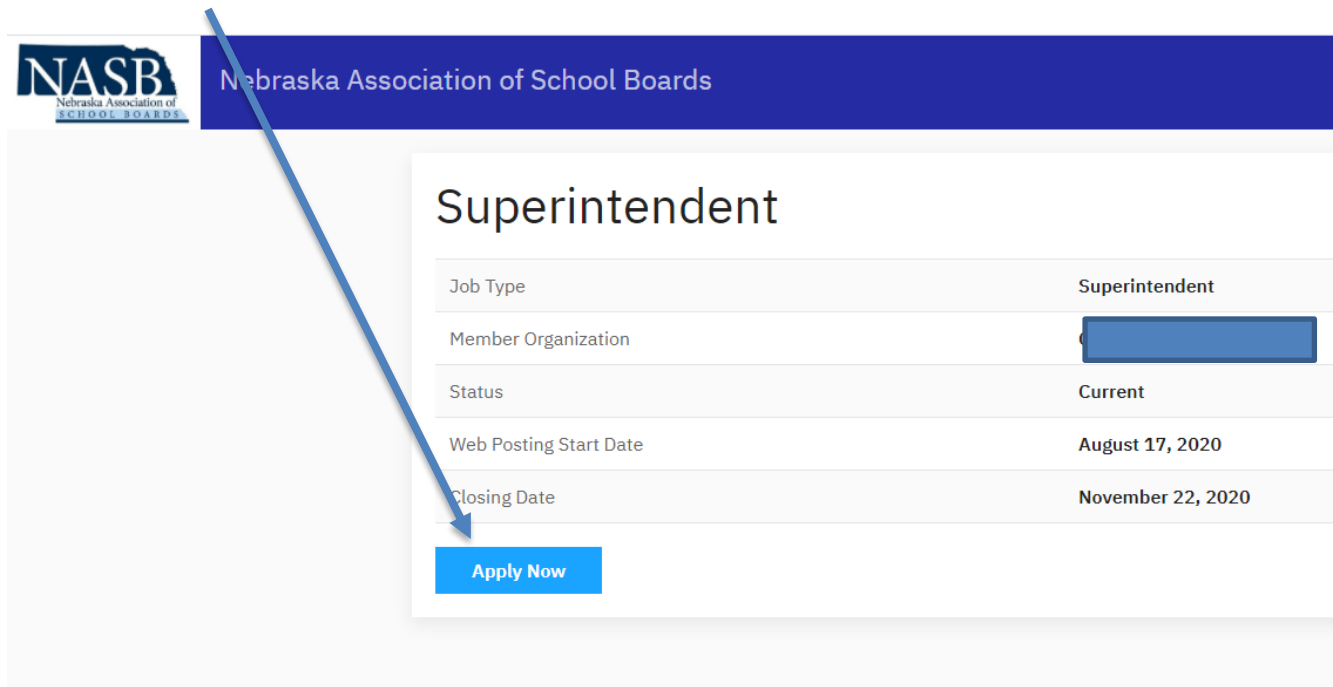 NASB
Nebraska Association of
SCHOOL BOARDS
Nebraska Association of School Boards
Superintendent
Job Type Superintendent
Member Organization
Status Current
Web Posting Start Date August 17, 2020
Closing Date November 22, 2020
Apply Now